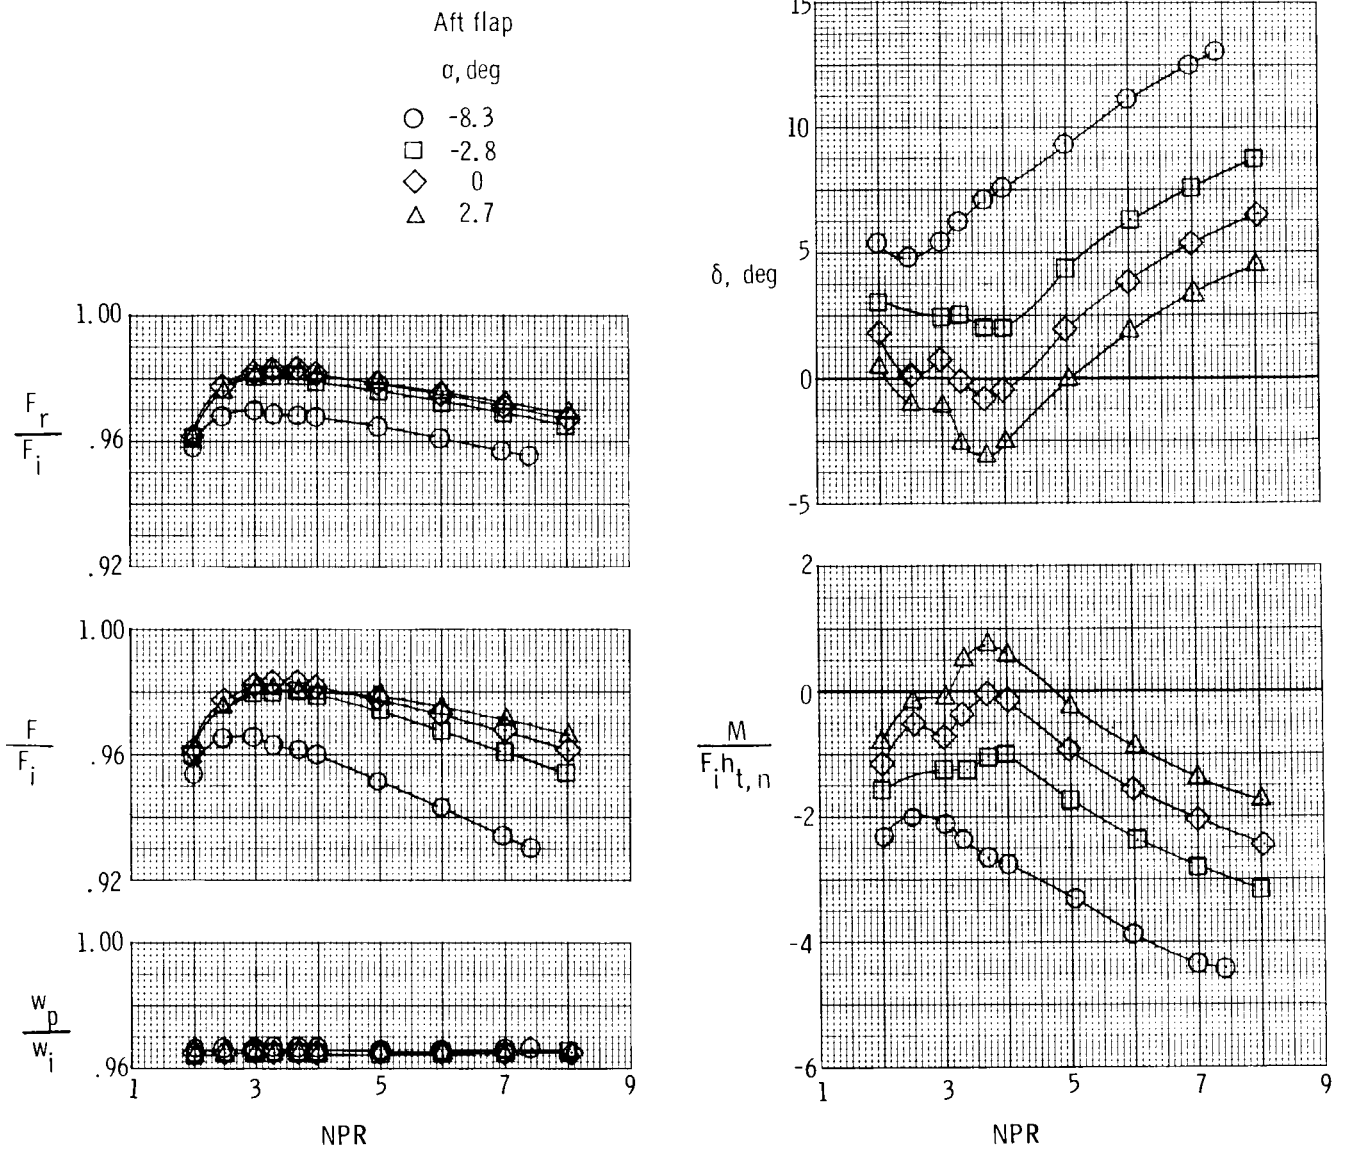 Aft flap
α, deg
-8.3
-2.8
0
2.7
1.00
.96
.92
F_r
F_i
1.00
.96
.92
F
F_i
1.00
.96
w_p
w_i
1 3 5 7 9
NPR
15
10
5
0
-5
δ, deg
2
0
-2
-4
-6
M
F_i h_t,n
1 3 5 7 9
NPR